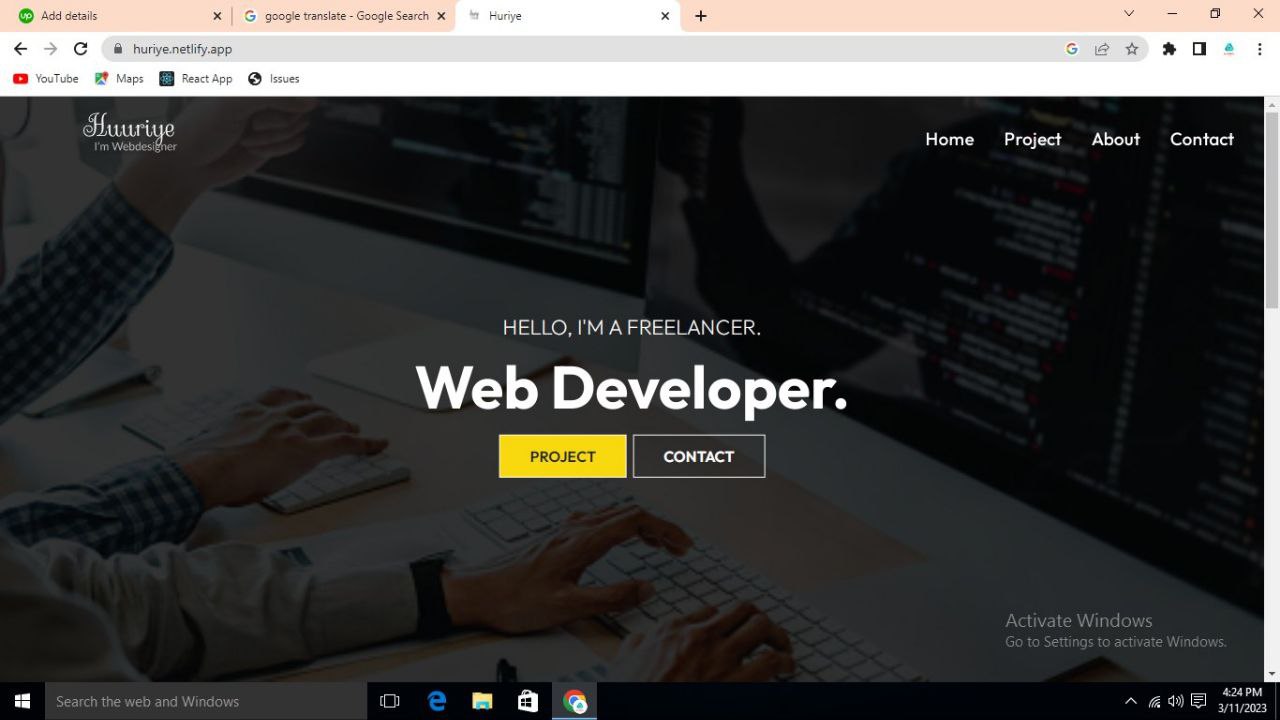 Add details
google translate - Google Search
Huriye
huriye.netlify.app
YouTube
Maps
React App
Issues
Huuriye
I'm Webdesigner
Home
Project
About
Contact
HELLO, I'M A FREELANCER.
Web Developer.
PROJECT
CONTACT
Activate Windows
Go to Settings to activate Windows.
Search the web and Windows
4:24 PM
3/11/2023